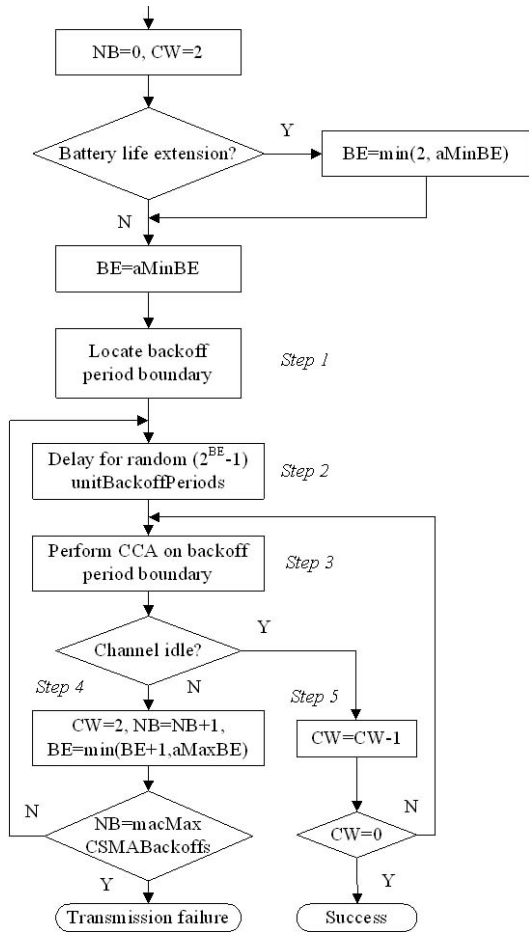 NB=0, CW=2
Battery life extension?
Y
BE=min(2, aMinBE)
N
BE=aMinBE
Locate backoff
period boundary
Step 1
Delay for random (2^BE-1)
unitBackoffPeriods
Step 2
Perform CCA on backoff
period boundary
Step 3
Channel idle?
Y
Step 4
N
Step 5
CW=2, NB=NB+1,
BE=min(BE+1,aMaxBE)
CW=CW-1
N
NB=macMax
CSMABackoffs
CW=0
N
Y
Y
Transmission failure
Success